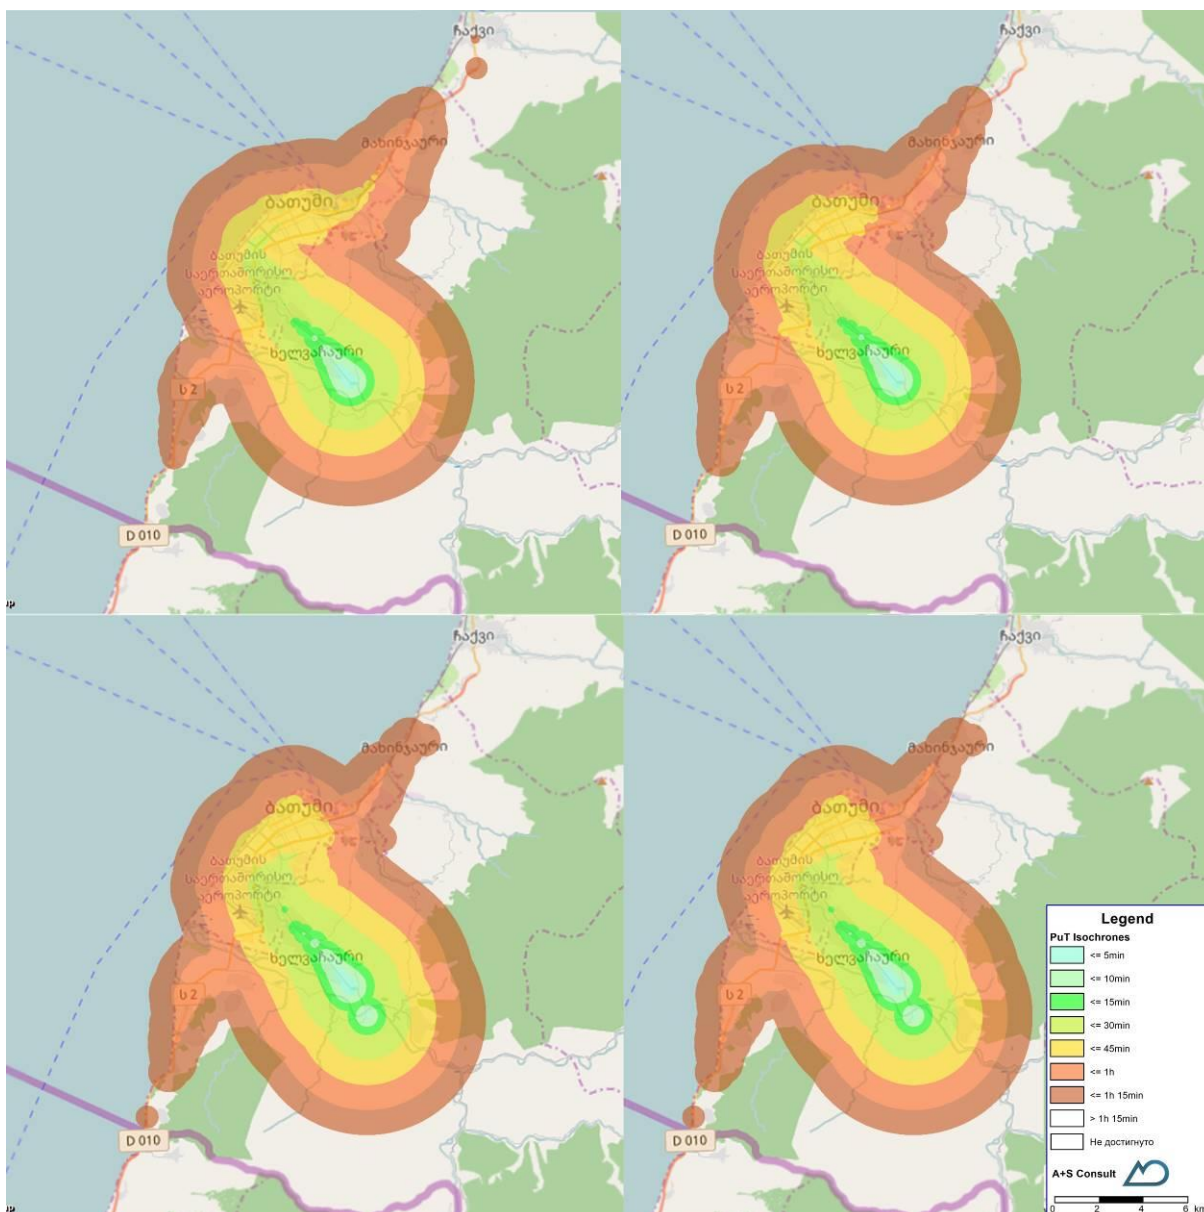 ჩაქვი
მახინჯაური
ბათუმი
ბათუმის
საერთაშორისო
აეროპორტი
ხელვაჩაური
ს 2
D 010
ор
ჩაქვი
მახინჯაური
ბათუმი
ბათუმის
საერთაშორისო
აეროპორტი
ხელვაჩაური
ს 2
D 010
მახინჯაური
ბათუმი
ბათუმის
საერთაშორისო
აეროპორტი
ხელვაჩაური
ს 2
D 010
ор
ჩაქვი
მახინჯაური
ბათუმი
ბათუმის
საერთაშორისო
აეროპორტი
ხელვაჩაური
ს 2
D 010
Legend
PuT Isochrones
<= 5min
<= 10min
<= 15min
<= 30min
<= 45min
<= 1h
<= 1h 15min
> 1h 15min
Не достигнуто
A+S Consult
0 2 4 6 km